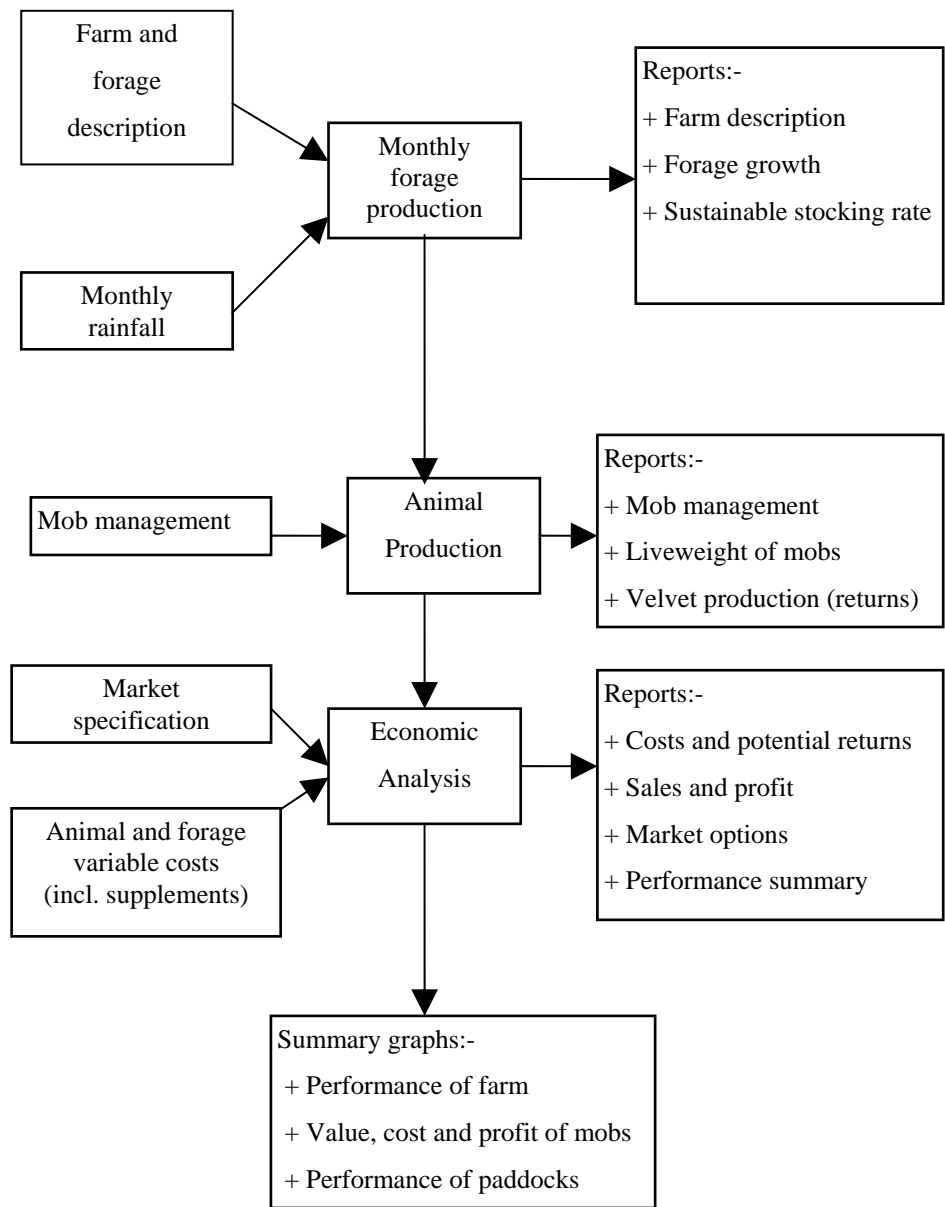 Farm and
forage
description
Reports:-
+ Farm description
+ Forage growth
+ Sustainable stocking rate
Monthly
forage
production
Monthly
rainfall
Mob management
Animal
Production
Reports:-
+ Mob management
+ Liveweight of mobs
+ Velvet production (returns)
Market
specification
Economic
Analysis
Reports:-
+ Costs and potential returns
+ Sales and profit
+ Market options
+ Performance summary
Animal and forage
variable costs
(incl. supplements)
Summary graphs:-
+ Performance of farm
+ Value, cost and profit of mobs
+ Performance of paddocks